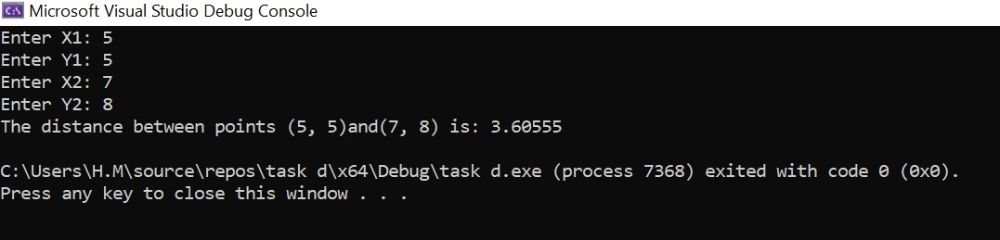 Microsoft Visual Studio Debug Console
Enter X1: 5
Enter Y1: 5
Enter X2: 7
Enter Y2: 8
The distance between points (5, 5)and(7, 8) is: 3.60555
C:\Users\H.M\source\repos\task d\x64\Debug\task d.exe (process 7368) exited with code 0 (0x0).
Press any key to close this window . . .